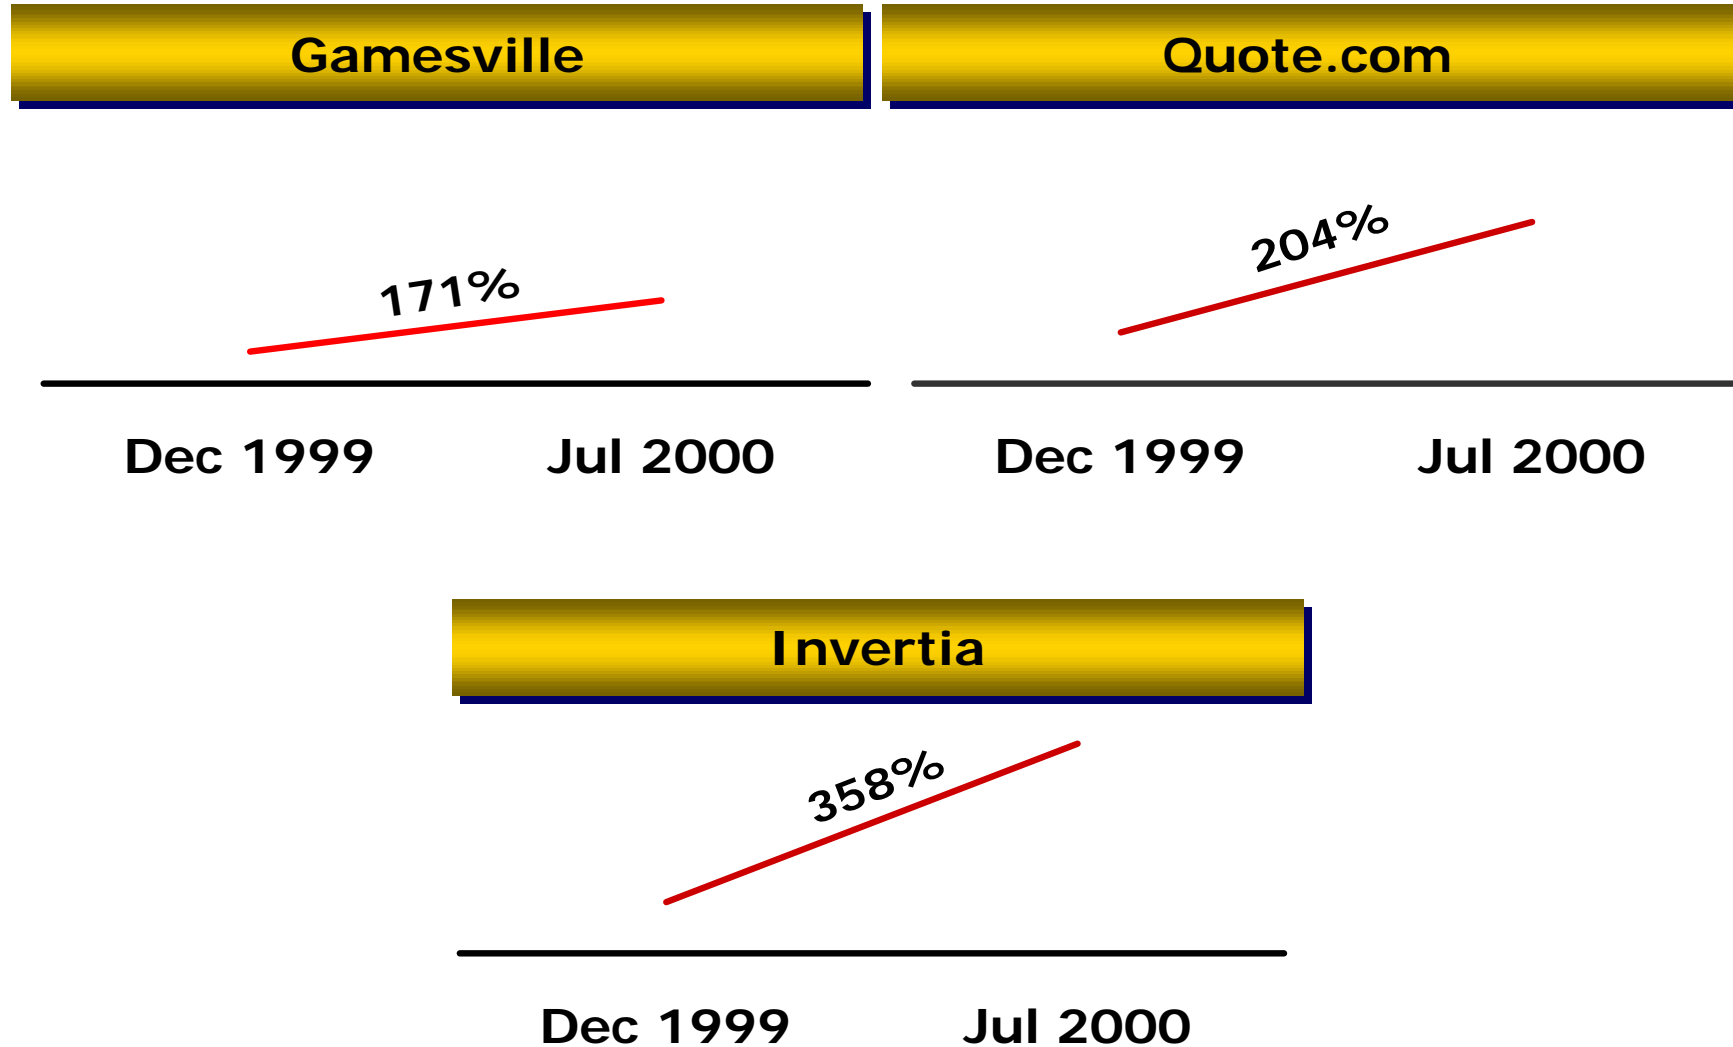 Gamesville
171%
Dec 1999 Jul 2000
Quote.com
204%
Dec 1999 Jul 2000
Invertia
358%
Dec 1999 Jul 2000